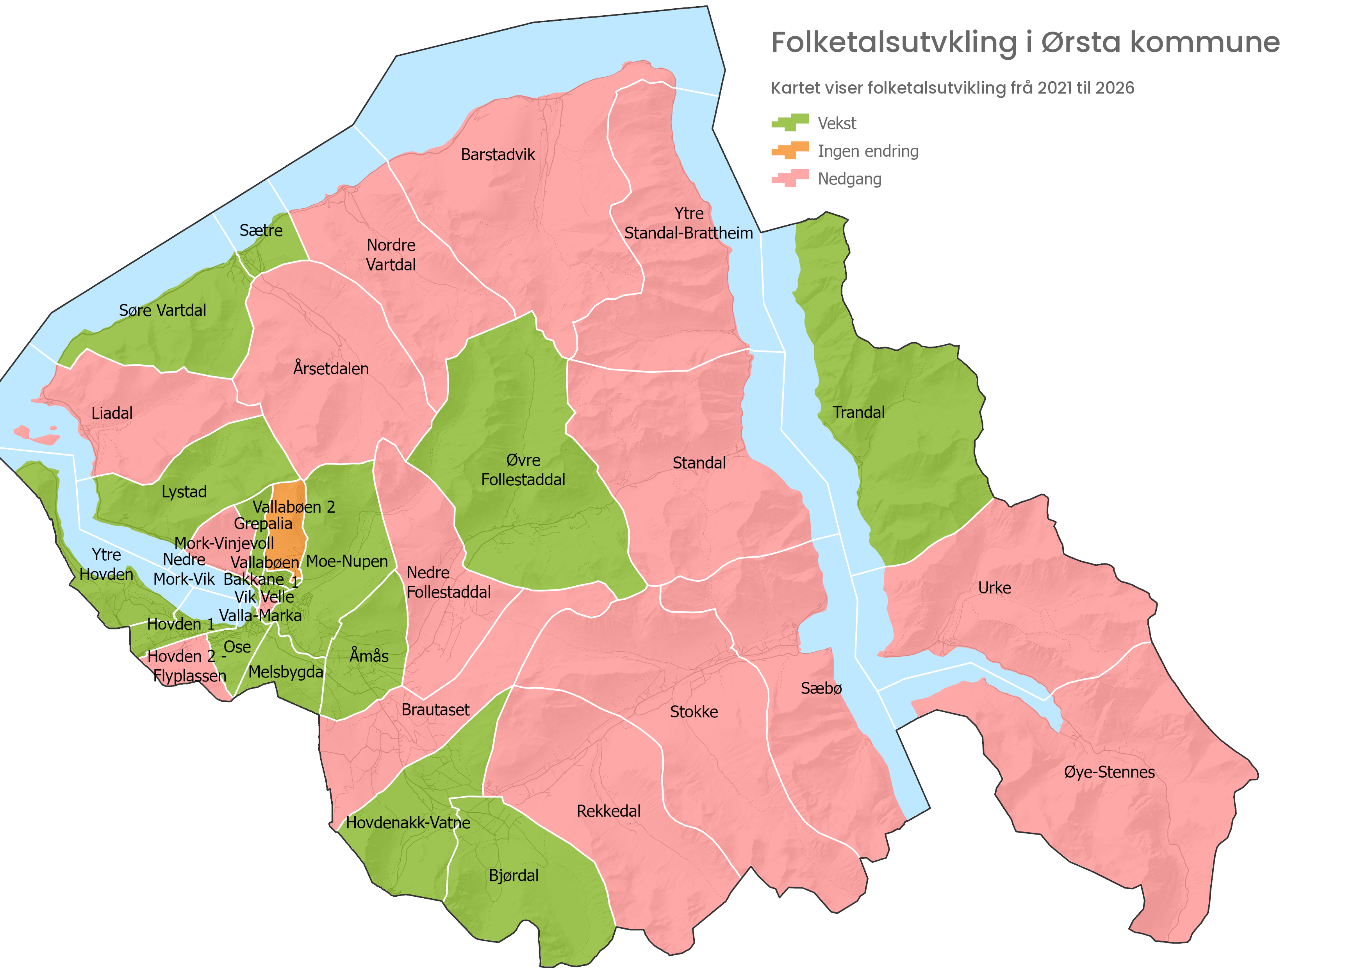 Folketalsutvkling i Ørsta kommune
Kartet viser folketalsutvikling frå 2021 til 2026
Vekst
Ingen endring
Nedgang
Barstadvik
Ytre
Standal-Brattheim
Sætre
Nordre
Vartdal
Søre Vartdal
Årsetdalen
Liadal
Trandal
Øvre
Follestaddal
Standal
Lystad
Vallabøen 2
Grepalia
Mork-Vinjevoll
Nedre
Mork-Vik
Vallabøen
1
Moe-Nupen
Ytre
Hovden
Bakkane
Nedre
Follestaddal
Urke
Vik Velle
Valla-Marka
Hovden 1
Ose
Hovden 2 -
Flyplassen
Melsbygda
Åmås
Sæbø
Brautaset
Stokke
Øye-Stennes
Rekkedal
Hovdenakk-Vatne
Bjørdal